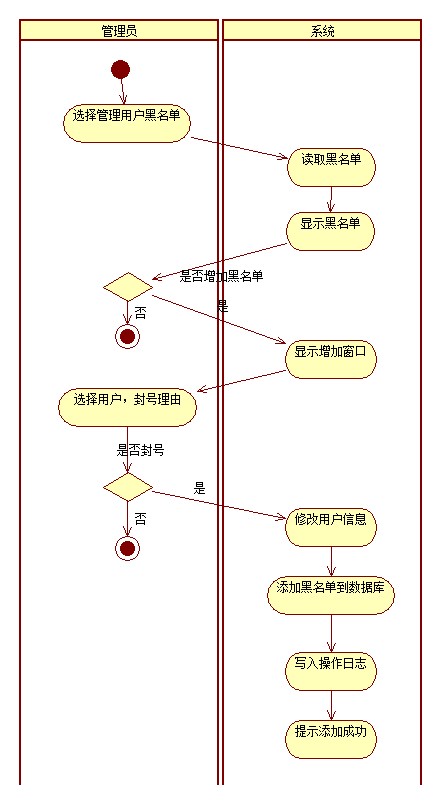 管理员
系统
选择管理用户黑名单
读取黑名单
显示黑名单
是否增加黑名单
是
否
显示增加窗口
选择用户，封号理由
是否封号
是
否
修改用户信息
添加黑名单到数据库
写入操作日志
提示添加成功